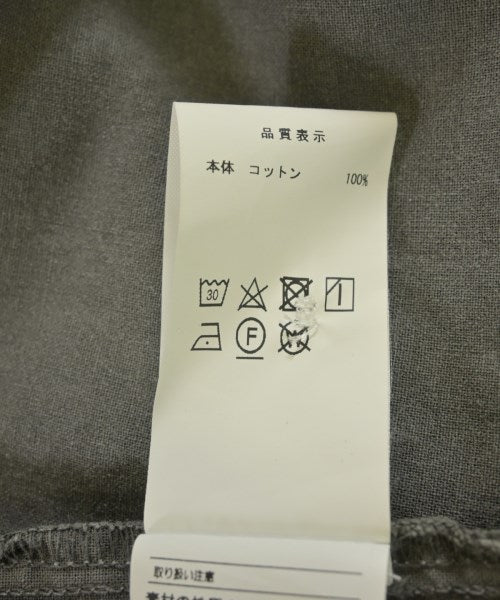 品質表示
本体 コットン 100%
30
F
W
取り扱い注意